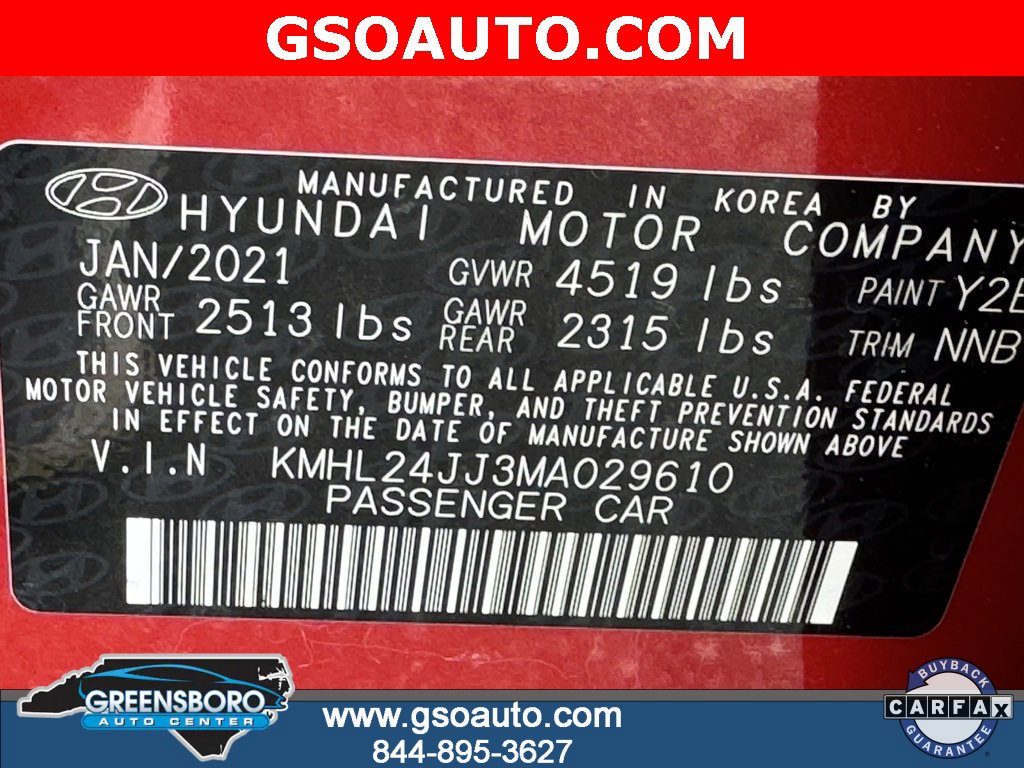 GSOAUTO.COM
MANUFACTURED IN KOREA BY
HYUNDAI MOTOR COMPANY
JAN/2021 GVWR 4519 lbs PAINT
GAWR FRONT 2513 lbs GAWR REAR 2315 lbs TRIM NNB
THIS VEHICLE CONFORMS TO ALL APPLICABLE U.S.A. FEDERAL
MOTOR VEHICLE SAFETY, BUMPER, AND THEFT PREVENTION STANDARDS
IN EFFECT ON THE DATE OF MANUFACTURE SHOWN ABOVE
V.I.N KMHL24JJ3MA029610
PASSENGER CAR
GREENSBORO
AUTO CENTER
www.gsoauto.com
844-895-3627
BUYBACK
CARFAX
GUARANTEE